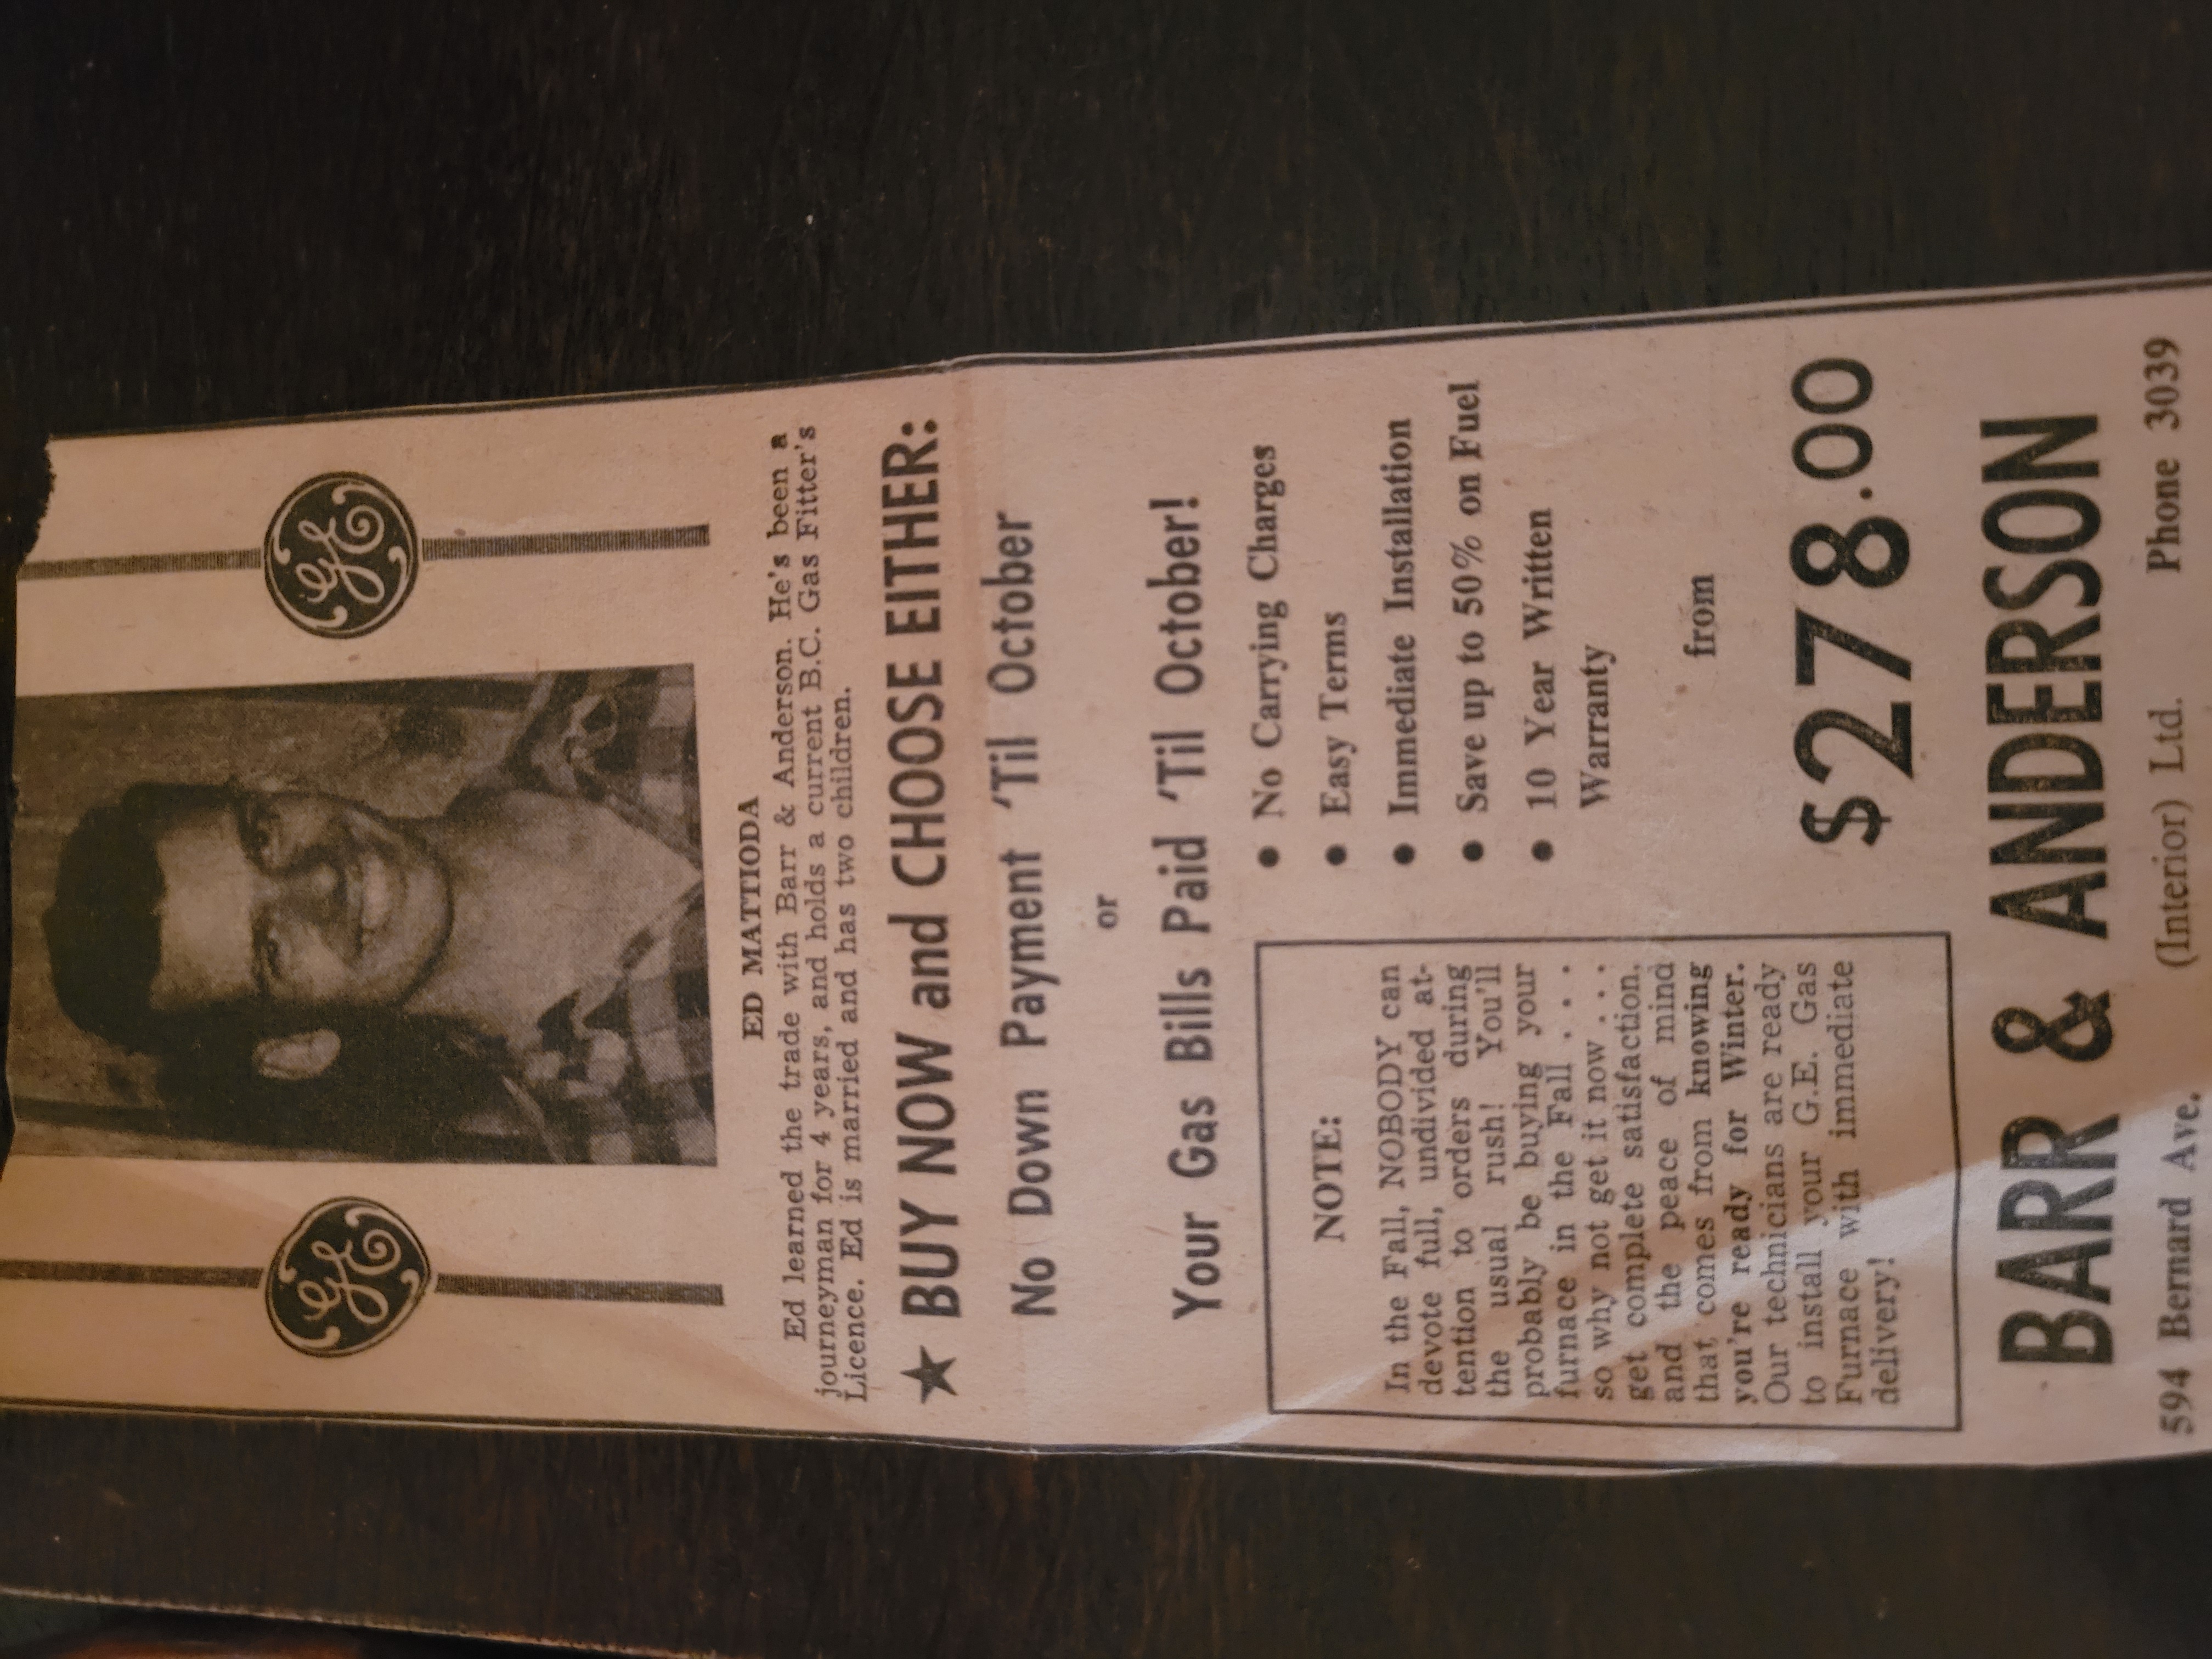 GE
GE
ED MATTIODA
Ed learned the trade with Barr & Anderson. He's been a
journeyman for 4 years, and holds a current B.C. Gas Fitter's
Licence. Ed is married and has two children.
★ BUY NOW and CHOOSE EITHER:
No Down Payment 'Til October
or
Your Gas Bills Paid 'Til October!
NOTE:
In the Fall, NOBODY can
devote full, undivided at-
tention to orders during
the usual rush! You'll
probably be buying your
furnace in the Fall . . . .
so why not get it now . . .
get complete satisfaction,
and the peace of mind
that comes from knowing
you're ready for Winter.
Our technicians are ready
to install your G.E. Gas
Furnace with immediate
delivery!
● No Carrying Charges
● Easy Terms
● Immediate Installation
● Save up to 50% on Fuel
● 10 Year Written
Warranty
from
$278.00
BARR & ANDERSON
594 Bernard Ave. (Interior) Ltd. Phone 3039